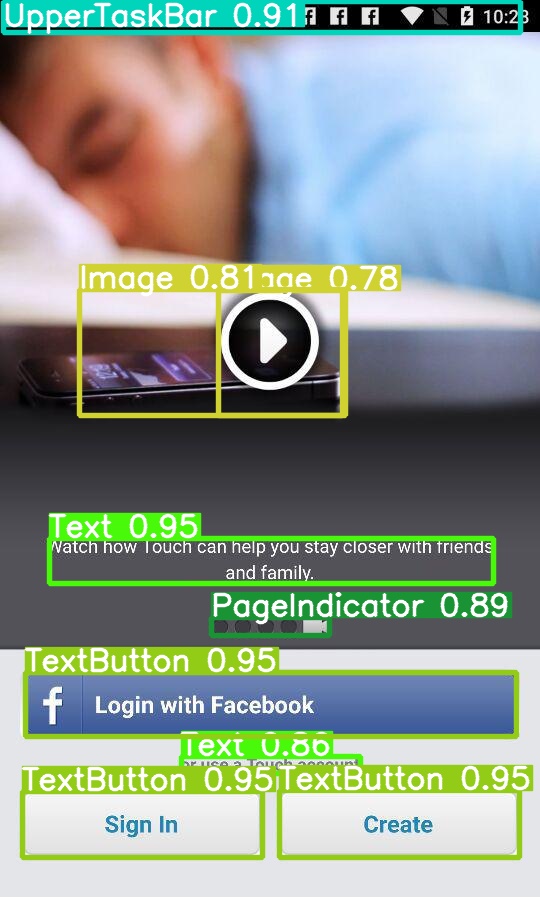 UpperTaskBar 0.91
10:28
Image 0.81
age 0.78
Text 0.95
Watch how Touch can help you stay closer with friends
and family.
PageIndicator 0.89
TextButton 0.95
f Login with Facebook
Text 0.86
or use a Touch account
TextButton 0.95
TextButton 0.95
Sign In
Create